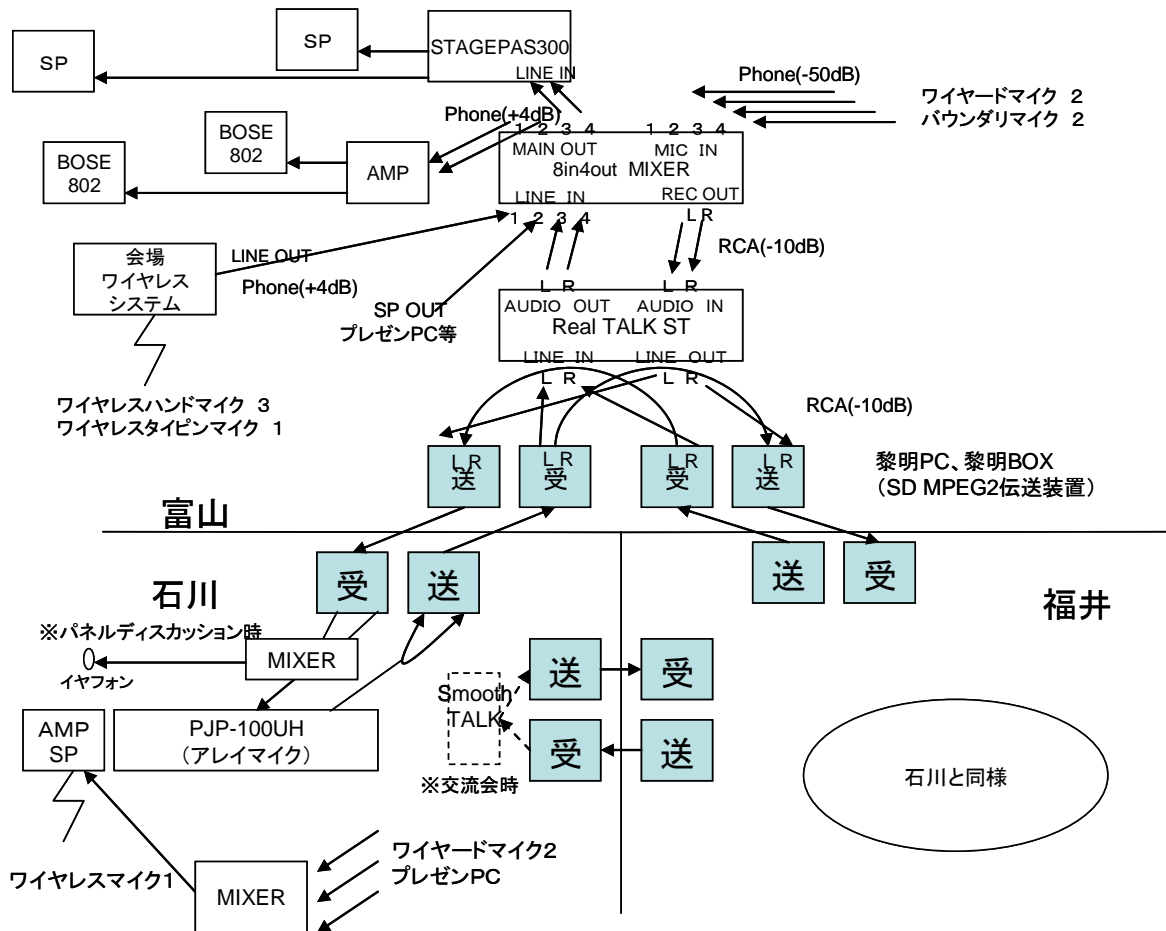 SP
SP
STAGEPAS300
LINE IN
Phone(-50dB)
ワイヤードマイク 2
バウンダリマイク 2
Phone(+4dB)
1 2 3 4
1 2 3 4
MAIN OUT
MIC IN
8in4out MIXER
LINE IN
REC OUT
1 2 3 4
L R
BOSE
802
BOSE
802
AMP
会場
ワイヤレス
システム
LINE OUT
Phone(+4dB)
RCA(-10dB)
SP OUT
プレゼンPC等
L R
L R
AUDIO OUT
AUDIO IN
Real TALK ST
LINE IN
LINE OUT
L R
L R
ワイヤレスハンドマイク 3
ワイヤレスタイピンマイク 1
RCA(-10dB)
L R
送
L R
受
L R
受
L R
送
黎明PC、黎明BOX
（SD MPEG2伝送装置）
富山
石川
受
送
送
受
福井
※パネルディスカッション時
イヤフォン
MIXER
PJP-100UH
（アレイマイク）
AMP
SP
Smooth
TALK
送
受
受
送
※交流会時
石川と同様
ワイヤレスマイク1
MIXER
ワイヤードマイク2
プレゼンPC